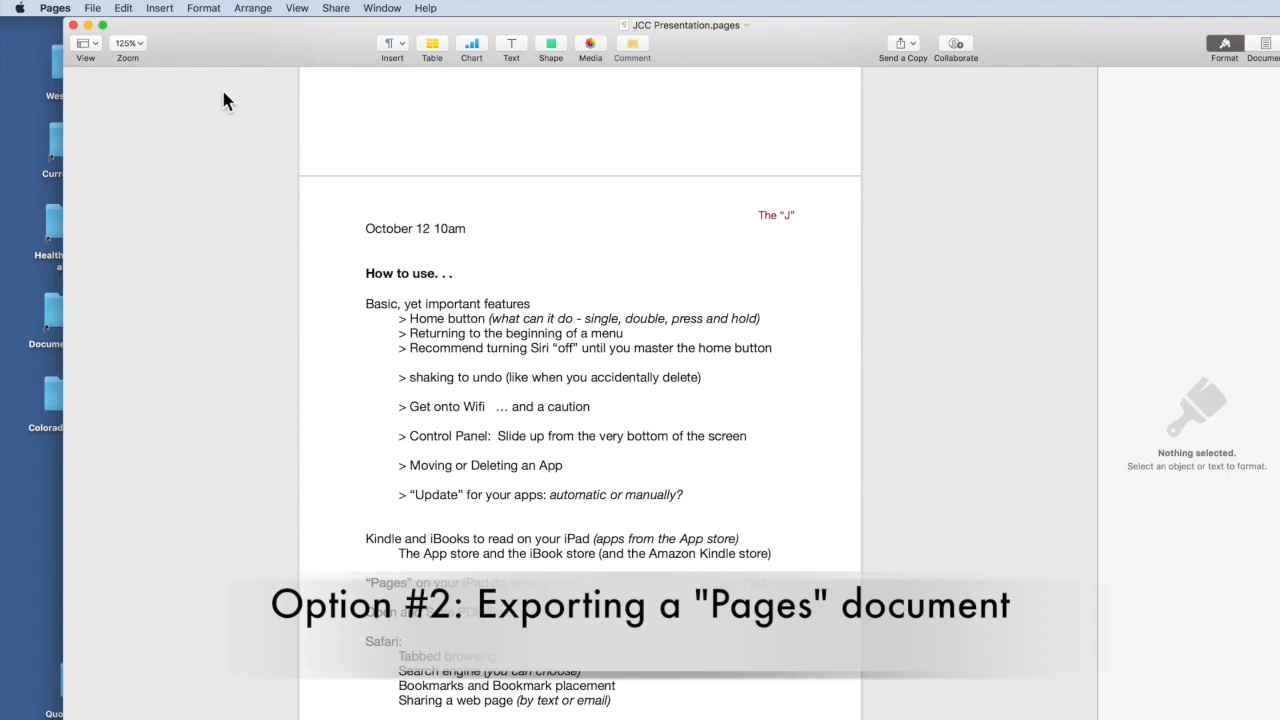 Pages File Edit Insert Format Arrange View Share Window Help
JCC Presentation.pages
125%
View Zoom Insert Table Chart Text Shape Media Comment Send a Copy Collaborate Format Documen
Wes
Curr
Health
a
Docume
Colorad
Quo
The “J”
October 12 10am
How to use. . .
Basic, yet important features
> Home button (what can it do - single, double, press and hold)
> Returning to the beginning of a menu
> Recommend turning Siri “off” until you master the home button
> shaking to undo (like when you accidentally delete)
> Get onto Wifi … and a caution
> Control Panel: Slide up from the very bottom of the screen
> Moving or Deleting an App
> “Update” for your apps: automatic or manually?
Kindle and iBooks to read on your iPad (apps from the App store)
The App store and the iBook store (and the Amazon Kindle store)
“Pages” on your iPad (to
Option #2: Exporting a "Pages" document
Safari:
Tabbed browsing
Search engine (you can choose)
Bookmarks and Bookmark placement
Sharing a web page (by text or email)
Nothing selected.
Select an object or text to format.